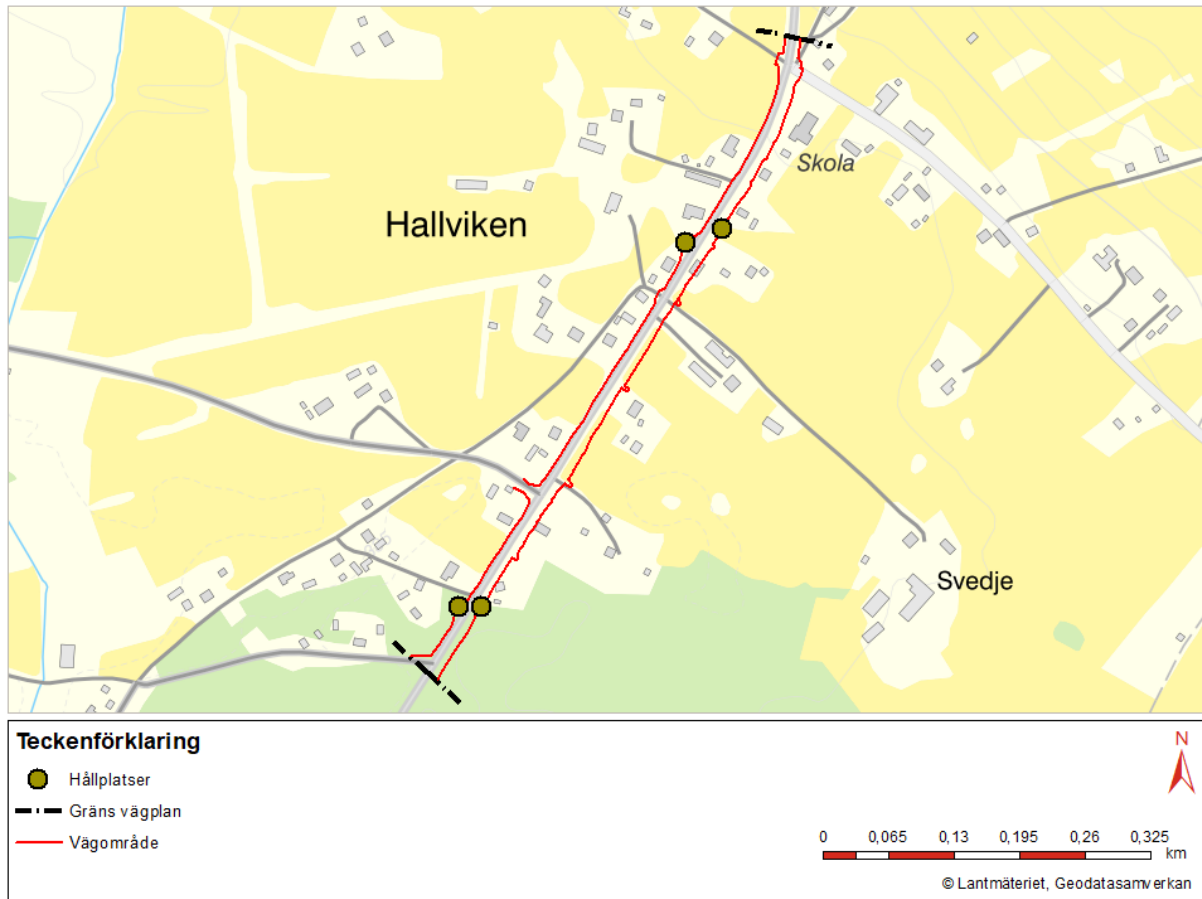 Skola
Hallviken
Svedje
Teckenförklaring
Hållplatser
Gräns vägplan
Vägområde
N
0 0,065 0,13 0,195 0,26 0,325
km
© Lantmäteriet, Geodatasamverkan